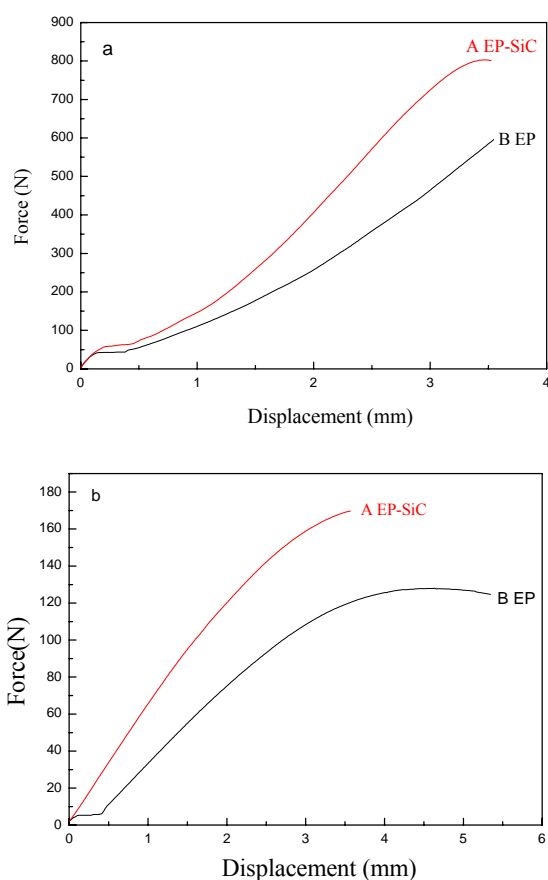 a
900
800
700
600
500
400
300
200
100
0
0 1 2 3 4
Force (N)
Displacement (mm)
A EP-SiC
B EP
b
180
160
140
120
100
80
60
40
20
0
0 1 2 3 4 5 6
Force(N)
Displacement (mm)
A EP-SiC
B EP